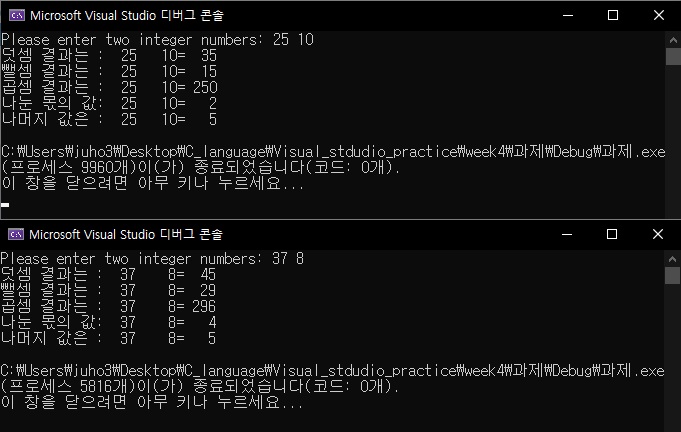 Microsoft Visual Studio 디버그 콘솔
Please enter two integer numbers: 25 10
덧셈 결과는 :  25   10=  35
뺄셈 결과는 :  25   10=  15
곱셈 결과는 :  25   10= 250
나눈 몫의 값:  25   10=   2
나머지 값은 :  25   10=   5
C:₩Users₩juho3₩Desktop₩C_language₩Visual_stdudio_practice₩week4₩과제₩Debug₩과제.exe
(프로세스 9960개)이(가) 종료되었습니다(코드: 0개).
이 창을 닫으려면 아무 키나 누르세요...
Microsoft Visual Studio 디버그 콘솔
Please enter two integer numbers: 37 8
덧셈 결과는 :  37    8=  45
뺄셈 결과는 :  37    8=  29
곱셈 결과는 :  37    8= 296
나눈 몫의 값:  37    8=   4
나머지 값은 :  37    8=   5
C:₩Users₩juho3₩Desktop₩C_language₩Visual_stdudio_practice₩week4₩과제₩Debug₩과제.exe
(프로세스 5816개)이(가) 종료되었습니다(코드: 0개).
이 창을 닫으려면 아무 키나 누르세요...